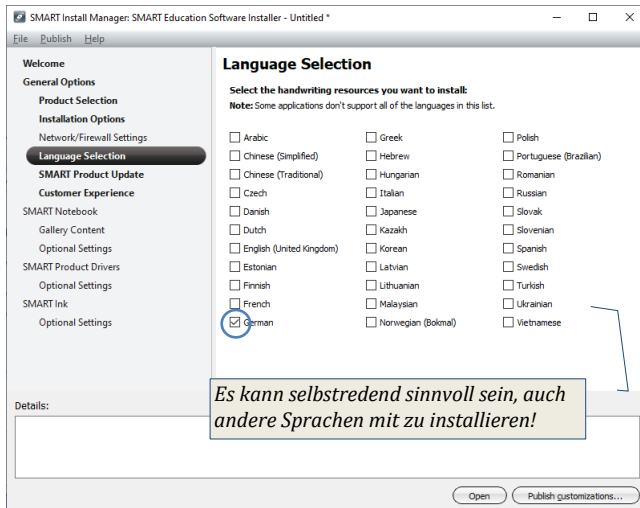 SMART Install Manager: SMART Education Software Installer - Untitled *
File Publish Help
Welcome
General Options
Product Selection
Installation Options
Network/Firewall Settings
Language Selection
SMART Product Update
Customer Experience
SMART Notebook
Gallery Content
Optional Settings
SMART Product Drivers
Optional Settings
SMART Ink
Optional Settings
Language Selection
Select the handwriting resources you want to install:
Note: Some applications don't support all of the languages in this list.
Arabic
Chinese (Simplified)
Chinese (Traditional)
Czech
Danish
Dutch
English (United Kingdom)
Estonian
Finnish
French
German
Greek
Hebrew
Hungarian
Italian
Japanese
Kazakh
Korean
Latvian
Lithuanian
Malaysian
Norwegian (Bokmal)
Polish
Portuguese (Brazilian)
Romanian
Russian
Slovak
Slovenian
Spanish
Swedish
Turkish
Ukrainian
Vietnamese
Es kann selbstredend sinnvoll sein, auch
andere Sprachen mit zu installieren!
Details:
Open
Publish customizations...